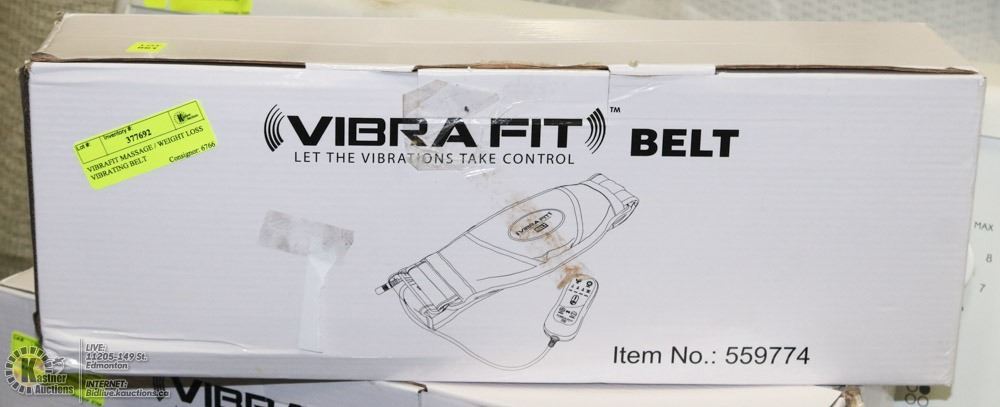 LOT
Lot #:
Inventory #:
377692
VIBRAFIT MASSAGE / WEIGHT LOSS
VIBRATING BELT
Consignor: 6766
VIBRA FIT ™ BELT
LET THE VIBRATIONS TAKE CONTROL
VIBRA FIT
Item No.: 559774
MAX
8
7
VIBRA
Kastner
Auctions
LIVE:
11205-149 St.
Edmonton
INTERNET:
Bidlive.kauctions.ca